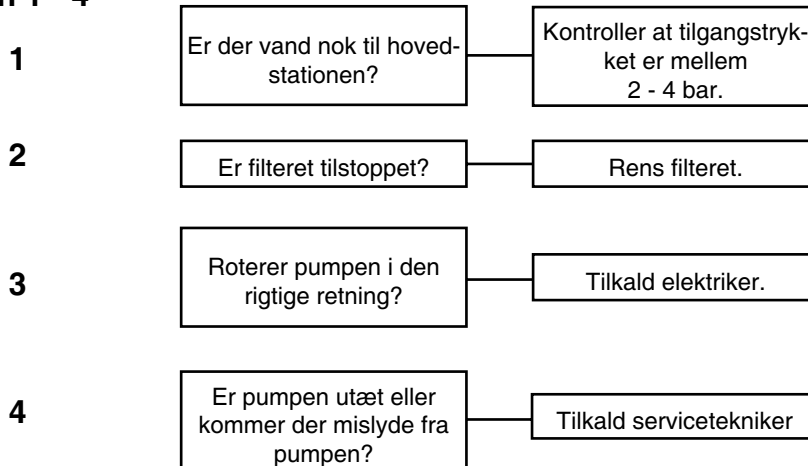 1 - 4
1
Er der vand nok til hoved-
stationen?
Kontroller at tilgangstryk-
ket er mellem
2 - 4 bar.
2
Er filteret tilstoppet?
Rens filteret.
3
Roterer pumpen i den
rigtige retning?
Tilkald elektriker.
4
Er pumpen utæt eller
kommer der mislyde fra
pumpen?
Tilkald servicetekniker